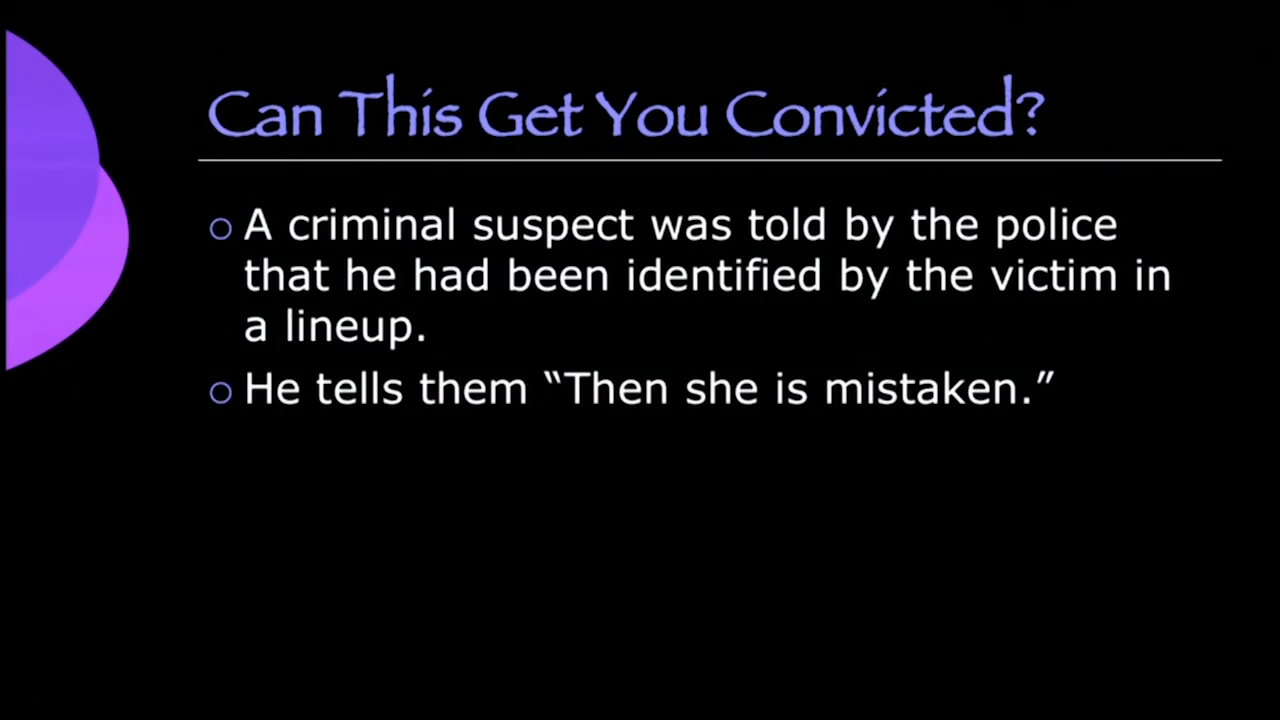 Can This Get You Convicted?
A criminal suspect was told by the police
that he had been identified by the victim in
a lineup.
He tells them “Then she is mistaken.”